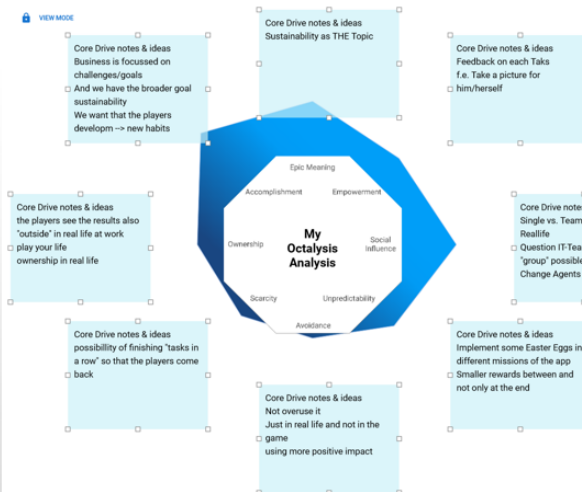 VIEW MODE
Core Drive notes & ideas
Sustainability as THE Topic
Core Drive notes & ideas
Business is focussed on
challenges/goals
And we have the broader goal
sustainability
We want that the players
developm --> new habits
Core Drive notes & ideas
Feedback on each Taks
f.e. Take a picture for
him/herself
Epic Meaning
Accomplishment
Empowerment
Ownership
My
Octalysis
Analysis
Social
Influence
Scarcity
Unpredictability
Avoidance
Core Drive notes & ideas
the players see the results also
"outside" in real life at work
play your life
ownership in real life
Core Drive note
Single vs. Team
Reallife
Question IT-Tea
"group" possible
Change Agents
Core Drive notes & ideas
possibillity of finishing "tasks in
a row" so that the players come
back
Core Drive notes & ideas
Implement some Easter Eggs in
different missions of the app
Smaller rewards between and
not only at the end
Core Drive notes & ideas
Not overuse it
Just in real life and not in the
game
using more positive impact